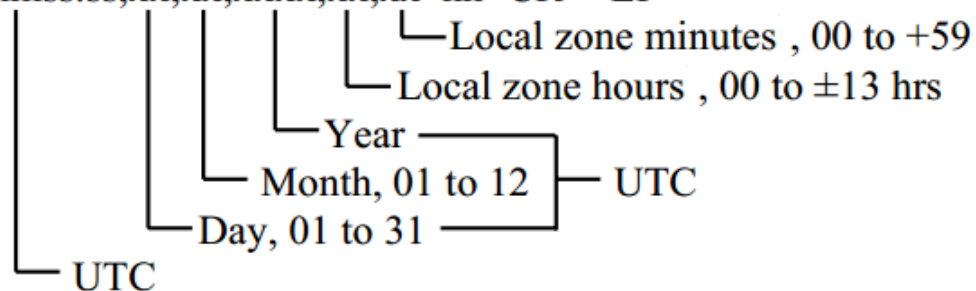 Local zone minutes , 00 to +59
Local zone hours , 00 to ±13 hrs
Year
Month, 01 to 12
UTC
Day, 01 to 31
UTC